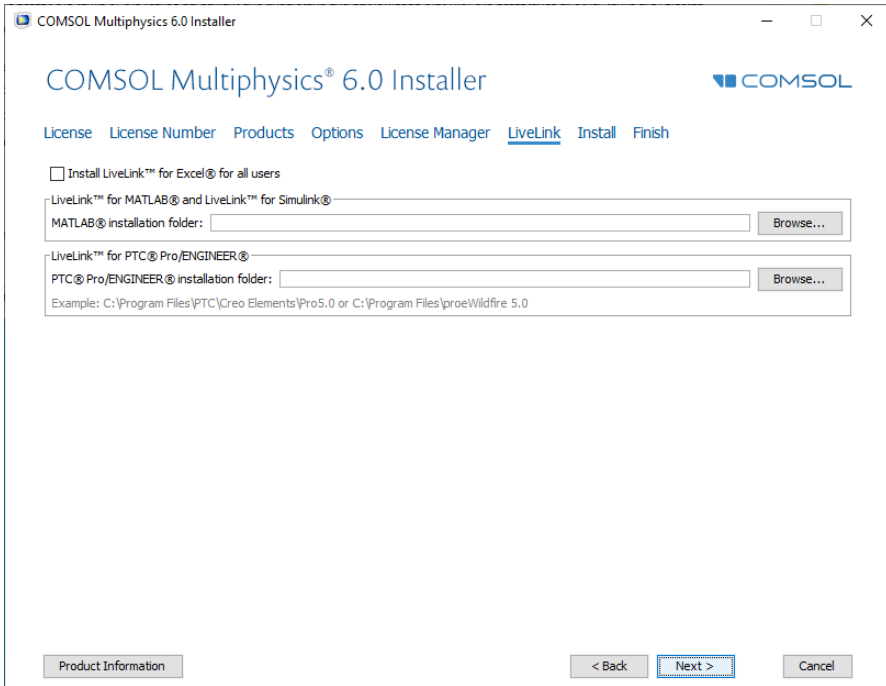 COMSOL Multiphysics 6.0 Installer
COMSOL Multiphysics® 6.0 Installer
COMSOL
License License Number Products Options License Manager LiveLink Install Finish
Install LiveLink™ for Excel® for all users
LiveLink™ for MATLAB® and LiveLink™ for Simulink®
MATLAB® installation folder: Browse...
LiveLink™ for PTC® Pro/ENGINEER®
PTC® Pro/ENGINEER® installation folder: Browse...
Example: C:\Program Files\PTC\Creo Elements\Pro5.0 or C:\Program Files\proeWildfire 5.0
Product Information < Back Next > Cancel